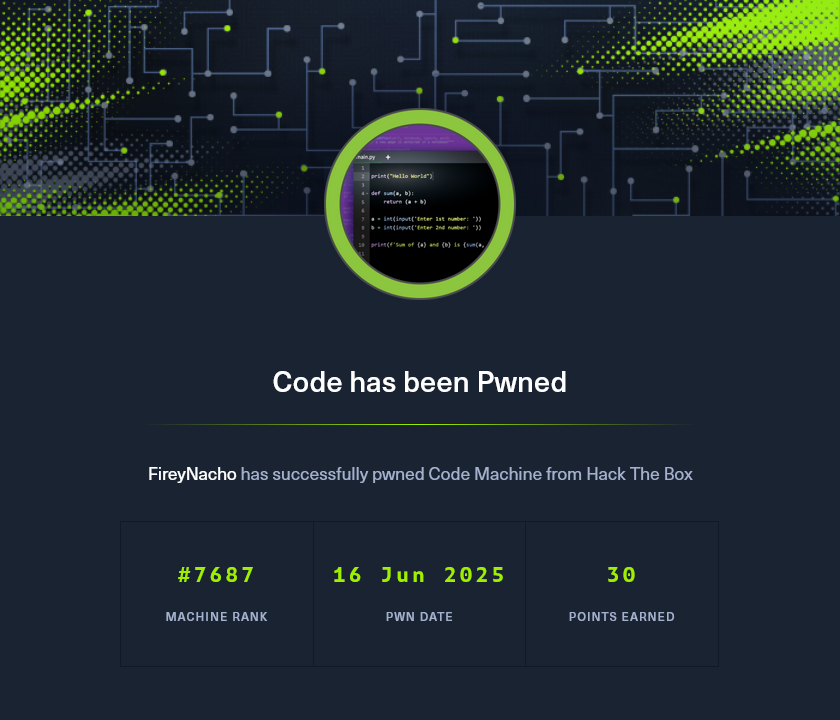 main.py +
1
2 print("Hello World")
3
4 def sum(a, b):
5 return (a + b)
6
7 a = int(input('Enter 1st number: '))
8 b = int(input('Enter 2nd number: '))
9
10 print(f'Sum of {a} and {b} is {sum(a,
11
Code has been Pwned
FireyNacho has successfully pwned Code Machine from Hack The Box
#7687 16 Jun 2025 30
MACHINE RANK PWN DATE POINTS EARNED